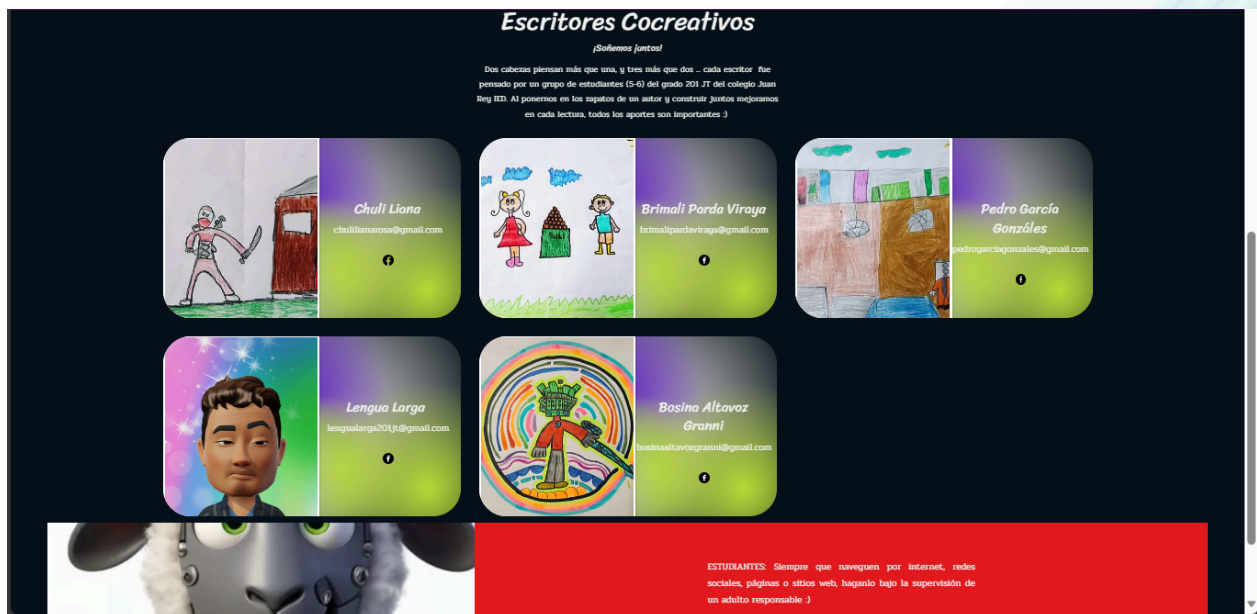 Escritores Cocreativos
¡Soñemos juntos!
Dos cabezas piensan más que una, y tres más que dos ... cada escritor fue
pensado por un grupo de estudiantes (5-6) del grado 201 JT del colegio Juan
Rey IED. Al ponernos en los zapatos de un autor y construir juntos mejoramos
en cada lectura, todos los aportes son importantes :)
Chuli Liana
chulilianarosa@gmail.com
Brimali Parda Viraya
brimalipardaviraya@gmail.com
Pedro García
Gonzáles
pedrogarciagonzales@gmail.com
Lengua Larga
lengualarga201jt@gmail.com
Bosina Altavoz
Granni
bosinaaltavozgranni@gmail.com
ESTUDIANTES: Siempre que naveguen por internet, redes
sociales, páginas o sitios web, haganlo bajo la supervisión de
un adulto responsable :)